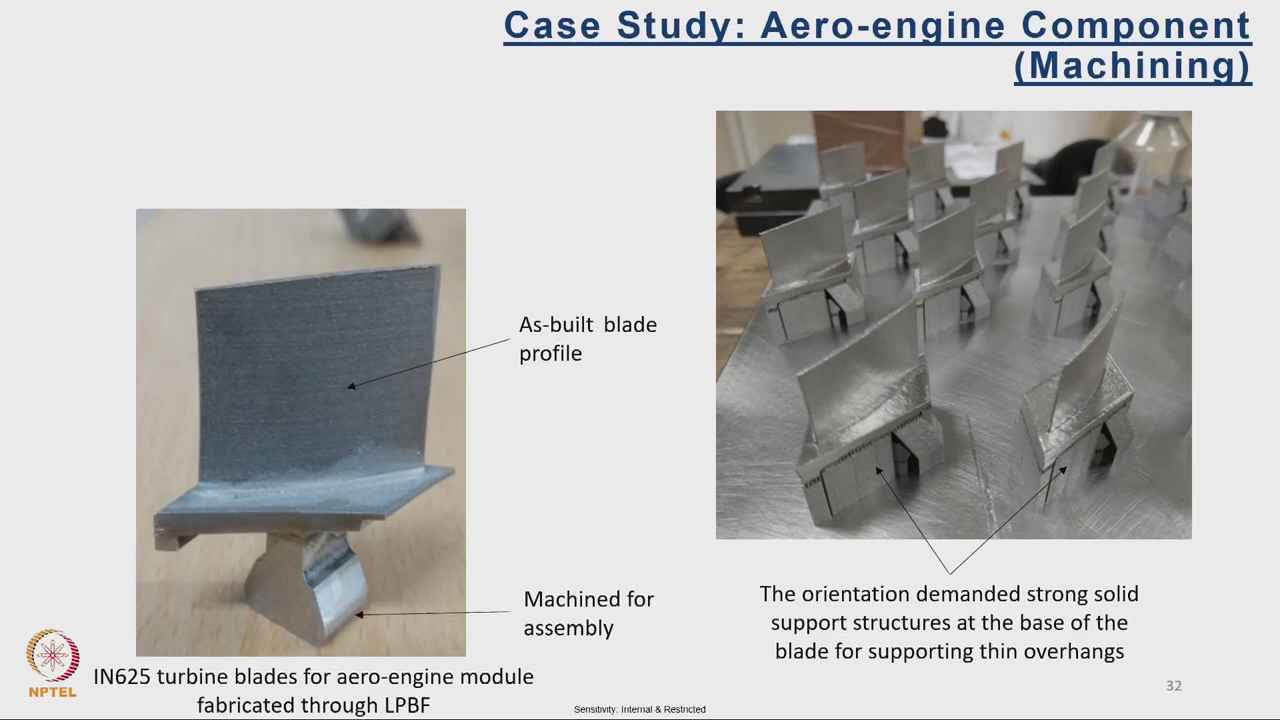 Case Study: Aero-engine Component
(Machining)
As-built blade
profile
Machined for
assembly
The orientation demanded strong solid
support structures at the base of the
blade for supporting thin overhangs
IN625 turbine blades for aero-engine module
fabricated through LPBF
NPTEL
Sensitivity: Internal & Restricted
32